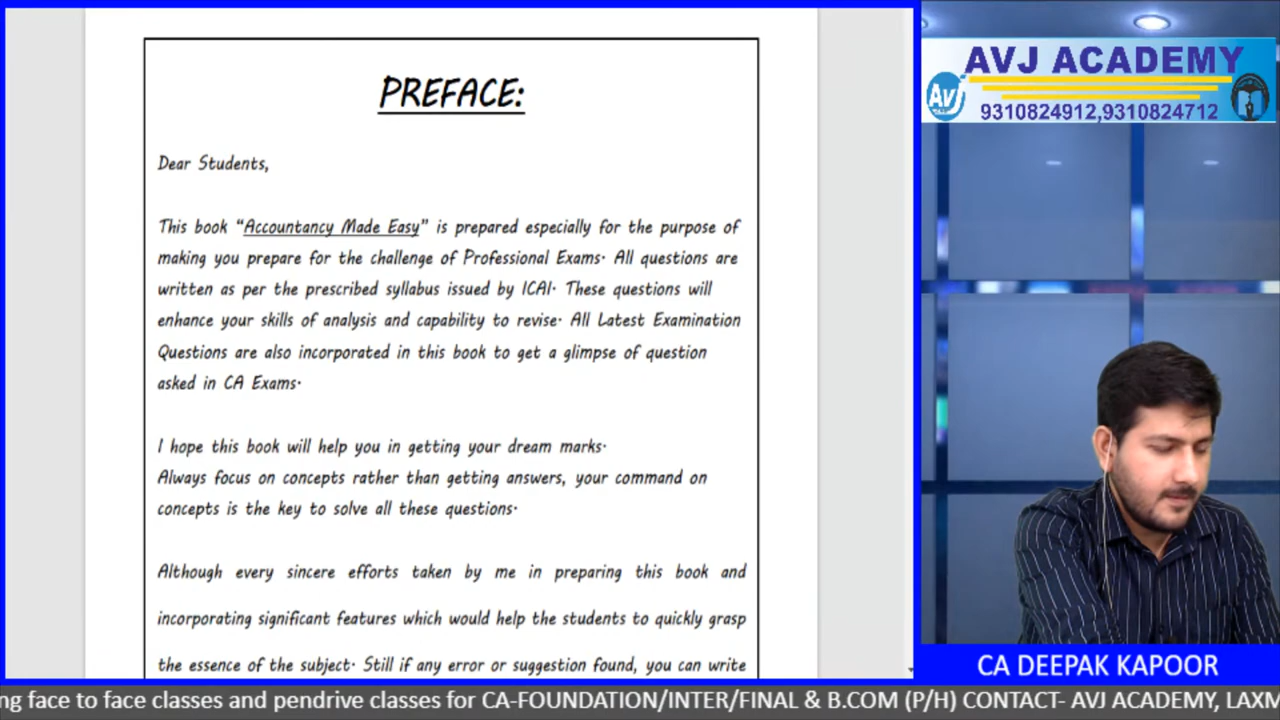 PREFACE:
Dear Students,
This book “Accountancy Made Easy” is prepared especially for the purpose of
making you prepare for the challenge of Professional Exams. All questions are
written as per the prescribed syllabus issued by ICAI. These questions will
enhance your skills of analysis and capability to revise. All Latest Examination
Questions are also incorporated in this book to get a glimpse of question
asked in CA Exams.
I hope this book will help you in getting your dream marks.
Always focus on concepts rather than getting answers, your command on
concepts is the key to solve all these questions.
Although every sincere efforts taken by me in preparing this book and
incorporating significant features which would help the students to quickly grasp
the essence of the subject. Still if any error or suggestion found, you can write
AVJ ACADEMY
AVJ
9310824912,9310824712
CA DEEPAK KAPOOR
ng face to face classes and pendrive classes for CA-FOUNDATION/INTER/FINAL & B.COM (P/H) CONTACT- AVJ ACADEMY, LAXM